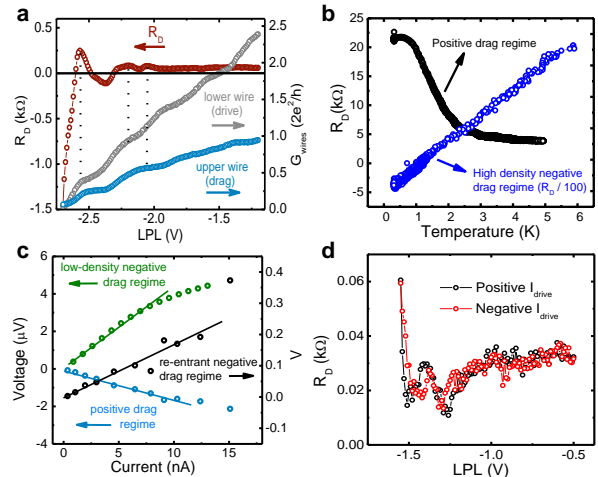 a
R_D
R_D (kΩ)
0.5
0.0
-0.5
-1.0
-1.5
lower wire
(drive)
upper wire
(drag)
2.5
2.0
1.5
1.0
0.5
0.0
G_wires (2e²/h)
-2.5
-2.0
-1.5
LPL (V)
b
R_D(kΩ)
25
20
15
10
5
0
-5
Positive drag regime
High density negative
drag regime (R_D / 100)
0
1
2
3
4
5
6
Temperature (K)
c
Voltage (μV)
6
4
2
0
-2
-4
low-density negative
drag regime
re-entrant negative
drag regime
positive drag
regime
0.4
0.3
0.2
0.1
0.0
0.1
V
0
5
10
15
Current (nA)
d
R_D (kΩ)
0.06
0.04
0.02
0.00
Positive I_drive
Negative I_drive
-1.5
-1.0
-0.5
LPL (V)